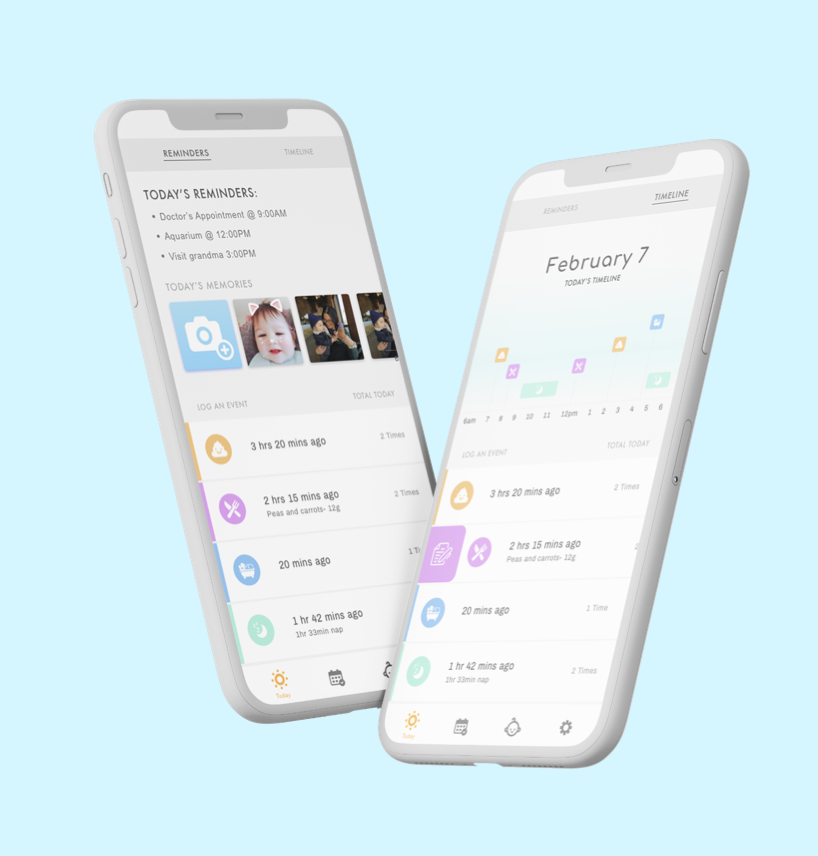 REMINDERS
TIMELINE
TODAY'S REMINDERS:
• Doctor's Appointment @ 9:00AM
• Aquarium @ 12:00PM
• Visit grandma 3:00PM
TODAY'S MEMORIES
LOG AN EVENT
TOTAL TODAY
3 hrs 20 mins ago
2 Times
2 hrs 15 mins ago
2 Times
Peas and carrots- 12g
20 mins ago
1 hr 42 mins ago
1hr 33min nap
Today
REMINDERS
TIMELINE
February 7
TODAY'S TIMELINE
6am 7 8 9 10 11 12pm 1 2 3 4 5 6
LOG AN EVENT
TOTAL TODAY
3 hrs 20 mins ago
2 Times
2 hrs 15 mins ago
Peas and carrots- 12g
20 mins ago
1 Time
1 hr 42 mins ago
2 Times
1hr 33min nap
Today